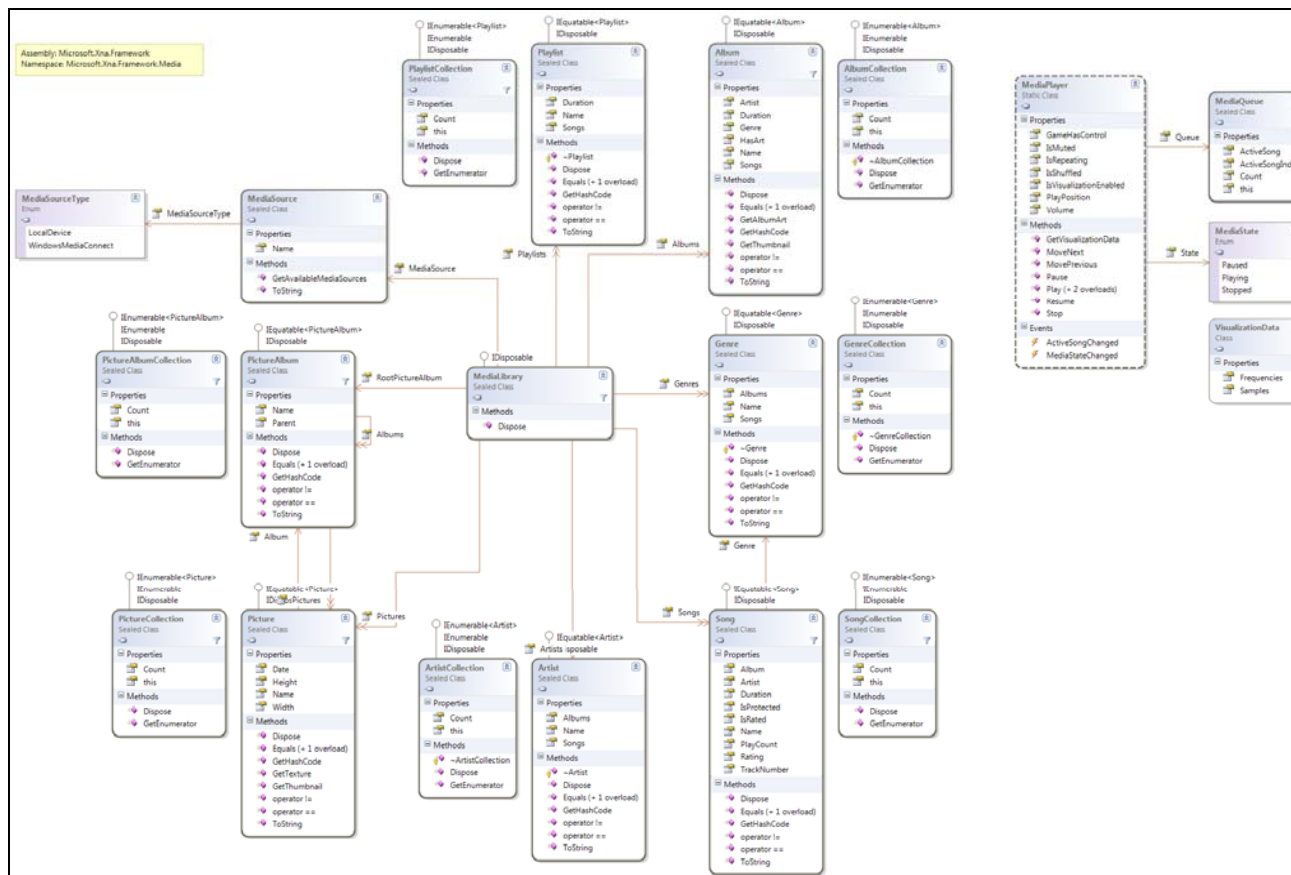 Assembly: Microsoft.Xna.Framework
Namespace: Microsoft.Xna.Framework.Media
IEnumerable<Playlist>
IEnumerable
IDisposable
PlaylistCollection
Sealed Class
Properties
Count
this
Methods
Dispose
GetEnumerator
IEquatable<Playlist>
IDisposable
Playlist
Sealed Class
Properties
Duration
Name
Songs
Methods
~Playlist
Dispose
Equals (+ 1 overload)
GetHashCode
operator !=
operator ==
ToString
IEquatable<Album>
IDisposable
Album
Sealed Class
Properties
Artist
Duration
Genre
HasArt
Name
Songs
Methods
Dispose
Equals (+ 1 overload)
GetAlbumArt
GetHashCode
GetThumbnail
operator !=
operator ==
ToString
IEnumerable<Album>
IEnumerable
IDisposable
AlbumCollection
Sealed Class
Properties
Count
this
Methods
~AlbumCollection
Dispose
GetEnumerator
MediaPlayer
Static Class
Properties
GameHasControl
IsMuted
IsRepeating
IsShuffled
IsVisualizationEnabled
PlayPosition
Volume
Methods
GetVisualizationData
MoveNext
MovePrevious
Pause
Play (+ 2 overloads)
Resume
Stop
Events
ActiveSongChanged
MediaStateChanged
Queue
MediaQueue
Sealed Class
Properties
ActiveSong
ActiveSongInd
Count
this
State
MediaState
Enum
Paused
Playing
Stopped
VisualizationData
Class
Properties
Frequencies
Samples
MediaSourceType
Enum
LocalDevice
WindowsMediaConnect
MediaSourceType
MediaSource
Sealed Class
Properties
Name
Methods
GetAvailableMediaSources
ToString
MediaSource
Playlists
Albums
IEnumerable<PictureAlbum>
IEnumerable
IDisposable
PictureAlbumCollection
Sealed Class
Properties
Count
this
Methods
Dispose
GetEnumerator
IEquatable<PictureAlbum>
IDisposable
PictureAlbum
Sealed Class
Properties
Name
Parent
Methods
Dispose
Equals (+ 1 overload)
GetHashCode
operator !=
operator ==
ToString
RootPictureAlbum
Albums
IDisposable
MediaLibrary
Sealed Class
Methods
Dispose
Genres
IEquatable<Genre>
IDisposable
Genre
Sealed Class
Properties
Albums
Name
Songs
Methods
~Genre
Dispose
Equals (+ 1 overload)
GetHashCode
operator !=
operator ==
ToString
IEnumerable<Genre>
IEnumerable
IDisposable
GenreCollection
Sealed Class
Properties
Count
this
Methods
~GenreCollection
Dispose
GetEnumerator
Album
Genre
IEnumerable<Picture>
IEnumerable
IDisposable
PictureCollection
Sealed Class
Properties
Count
this
Methods
Dispose
GetEnumerator
IEquatable<Picture>
Pictures
Picture
Sealed Class
Properties
Date
Height
Name
Width
Methods
Dispose
Equals (+ 1 overload)
GetHashCode
GetTexture
GetThumbnail
operator !=
operator ==
ToString
Pictures
IEnumerable<Artist>
IEnumerable
IDisposable
ArtistCollection
Sealed Class
Properties
Count
this
Methods
~ArtistCollection
Dispose
GetEnumerator
IEquatable<Artist>
Artists
Artist
Sealed Class
Properties
Albums
Name
Songs
Methods
~Artist
Dispose
Equals (+ 1 overload)
GetHashCode
operator !=
operator ==
ToString
Songs
IEquatable<Song>
IDisposable
Song
Sealed Class
Properties
Album
Artist
Duration
IsProtected
IsRated
Name
PlayCount
Rating
TrackNumber
Methods
Dispose
Equals (+ 1 overload)
GetHashCode
operator !=
operator ==
ToString
IEnumerable<Song>
IEnumerable
IDisposable
SongCollection
Sealed Class
Properties
Count
this
Methods
Dispose
GetEnumerator